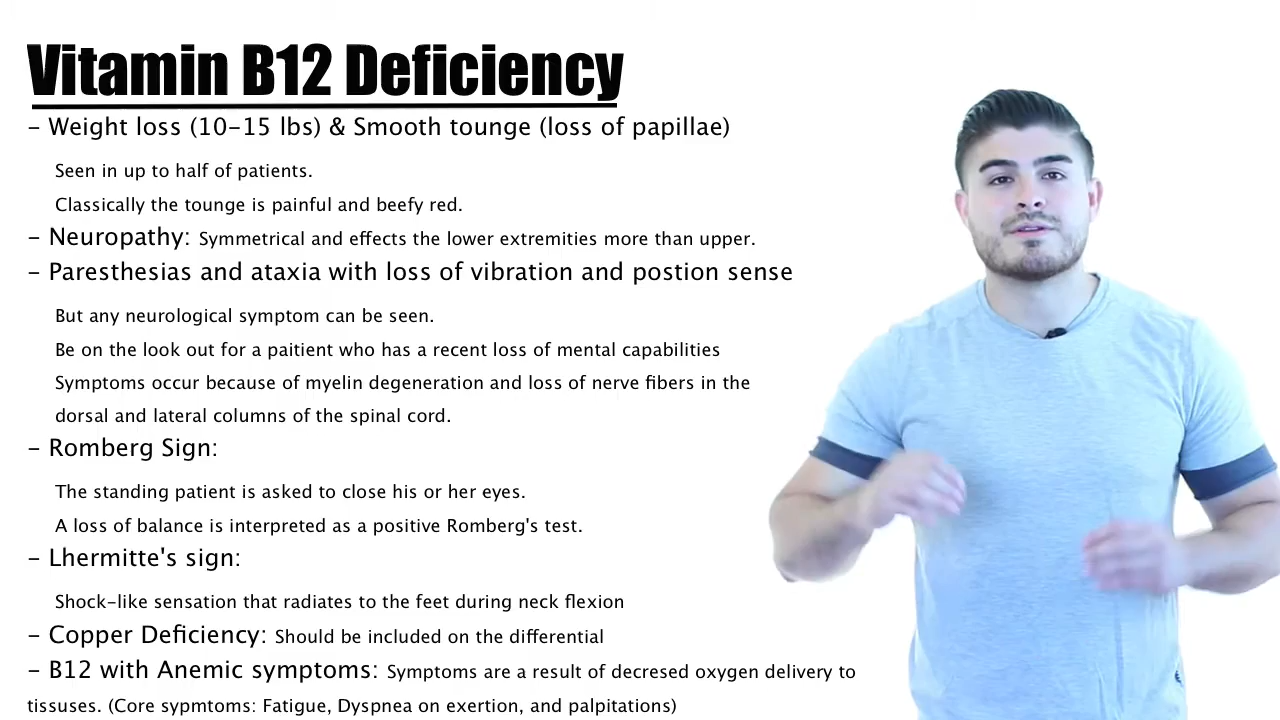 Vitamin B12 Deficiency
- Weight loss (10-15 lbs) & Smooth tounge (loss of papillae)
Seen in up to half of patients.
Classically the tounge is painful and beefy red.
- Neuropathy: Symmetrical and effects the lower extremities more than upper.
- Paresthesias and ataxia with loss of vibration and postion sense
But any neurological symptom can be seen.
Be on the look out for a paitient who has a recent loss of mental capabilities
Symptoms occur because of myelin degeneration and loss of nerve fibers in the
dorsal and lateral columns of the spinal cord.
- Romberg Sign:
The standing patient is asked to close his or her eyes.
A loss of balance is interpreted as a positive Romberg's test.
- Lhermitte's sign:
Shock-like sensation that radiates to the feet during neck flexion
- Copper Deficiency: Should be included on the differential
- B12 with Anemic symptoms: Symptoms are a result of decresed oxygen delivery to
tissuses. (Core sypmtoms: Fatigue, Dyspnea on exertion, and palpitations)